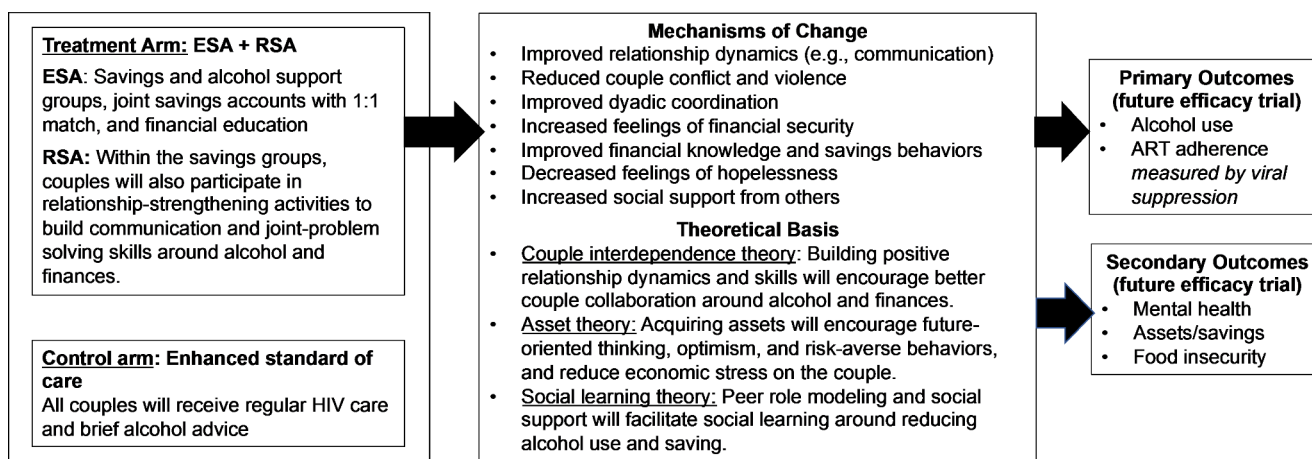 Treatment Arm: ESA + RSA
ESA: Savings and alcohol support
groups, joint savings accounts with 1:1
match, and financial education
RSA: Within the savings groups,
couples will also participate in
relationship-strengthening activities to
build communication and joint-problem
solving skills around alcohol and
finances.
Control arm: Enhanced standard of
care
All couples will receive regular HIV care
and brief alcohol advice
Mechanisms of Change
• Improved relationship dynamics (e.g., communication)
• Reduced couple conflict and violence
• Improved dyadic coordination
• Increased feelings of financial security
• Improved financial knowledge and savings behaviors
• Decreased feelings of hopelessness
• Increased social support from others
Theoretical Basis
• Couple interdependence theory: Building positive
relationship dynamics and skills will encourage better
couple collaboration around alcohol and finances.
• Asset theory: Acquiring assets will encourage future-
oriented thinking, optimism, and risk-averse behaviors,
and reduce economic stress on the couple.
• Social learning theory: Peer role modeling and social
support will facilitate social learning around reducing
alcohol use and saving.
Primary Outcomes
(future efficacy trial)
• Alcohol use
• ART adherence
measured by viral
suppression
Secondary Outcomes
(future efficacy trial)
• Mental health
• Assets/savings
• Food insecurity